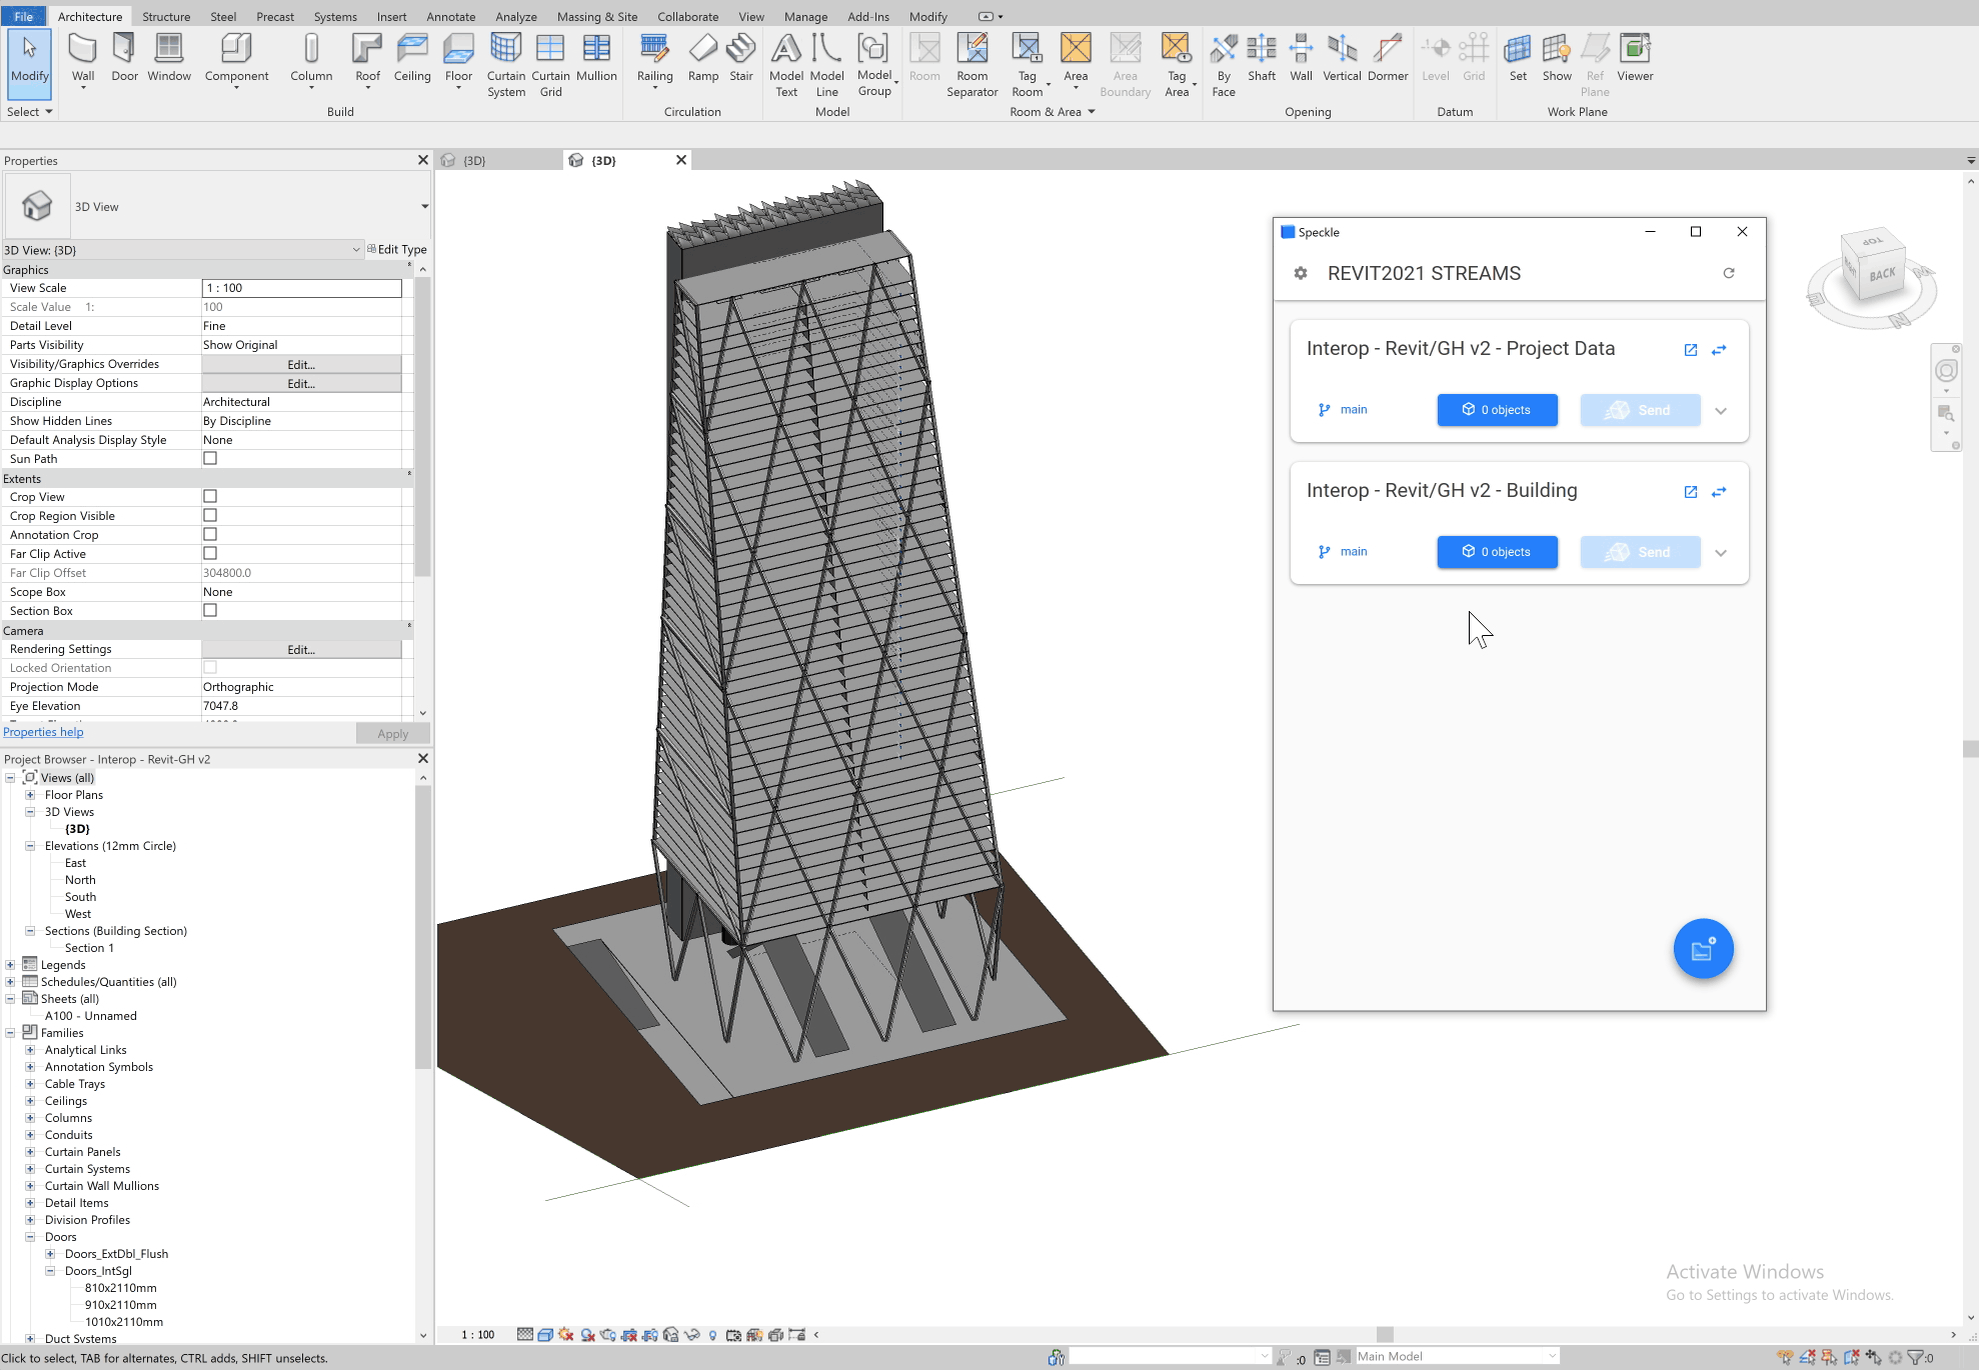 File Architecture Structure Steel Precast Systems Insert Annotate Analyze Massing & Site Collaborate View Manage Add-Ins Modify
Modify Wall Door Window Component Column Roof Ceiling Floor Curtain System Curtain Grid Mullion Railing Ramp Stair Model Text Model Line Model Group Room Room Separator Tag Room Area Area Boundary Tag Area By Face Shaft Wall Vertical Dormer Level Grid Set Show Ref Plane Viewer
Select Build Circulation Model Room & Area Opening Datum Work Plane
Properties
{3D} {3D}
3D View
3D View: {3D} Edit Type
Graphics
View Scale 1 : 100
Scale Value 1: 100
Detail Level Fine
Parts Visibility Show Original
Visibility/Graphics Overrides Edit...
Graphic Display Options Edit...
Discipline Architectural
Show Hidden Lines By Discipline
Default Analysis Display Style None
Sun Path
Extents
Crop View
Crop Region Visible
Annotation Crop
Far Clip Active
Far Clip Offset 304800.0
Scope Box None
Section Box
Camera
Rendering Settings Edit...
Locked Orientation
Projection Mode Orthographic
Eye Elevation 7047.8
Properties help Apply
Project Browser - Interop - Revit-GH v2
Views (all)
Floor Plans
3D Views
{3D}
Elevations (12mm Circle)
East
North
South
West
Sections (Building Section)
Section 1
Legends
Schedules/Quantities (all)
Sheets (all)
A100 - Unnamed
Families
Analytical Links
Annotation Symbols
Cable Trays
Ceilings
Columns
Conduits
Curtain Panels
Curtain Systems
Curtain Wall Mullions
Detail Items
Division Profiles
Doors
Doors_ExtDbl_Flush
Doors_IntSgl
810x2110mm
910x2110mm
1010x2110mm
Duct Systems
Speckle
REVIT2021 STREAMS
Interop - Revit/GH v2 - Project Data
main 0 objects Send
Interop - Revit/GH v2 - Building
main 0 objects Send
TOP
BACK
N
Activate Windows
Go to Settings to activate Windows.
1 : 100
Click to select, TAB for alternates, CTRL adds, SHIFT unselects.
:0 Main Model :0